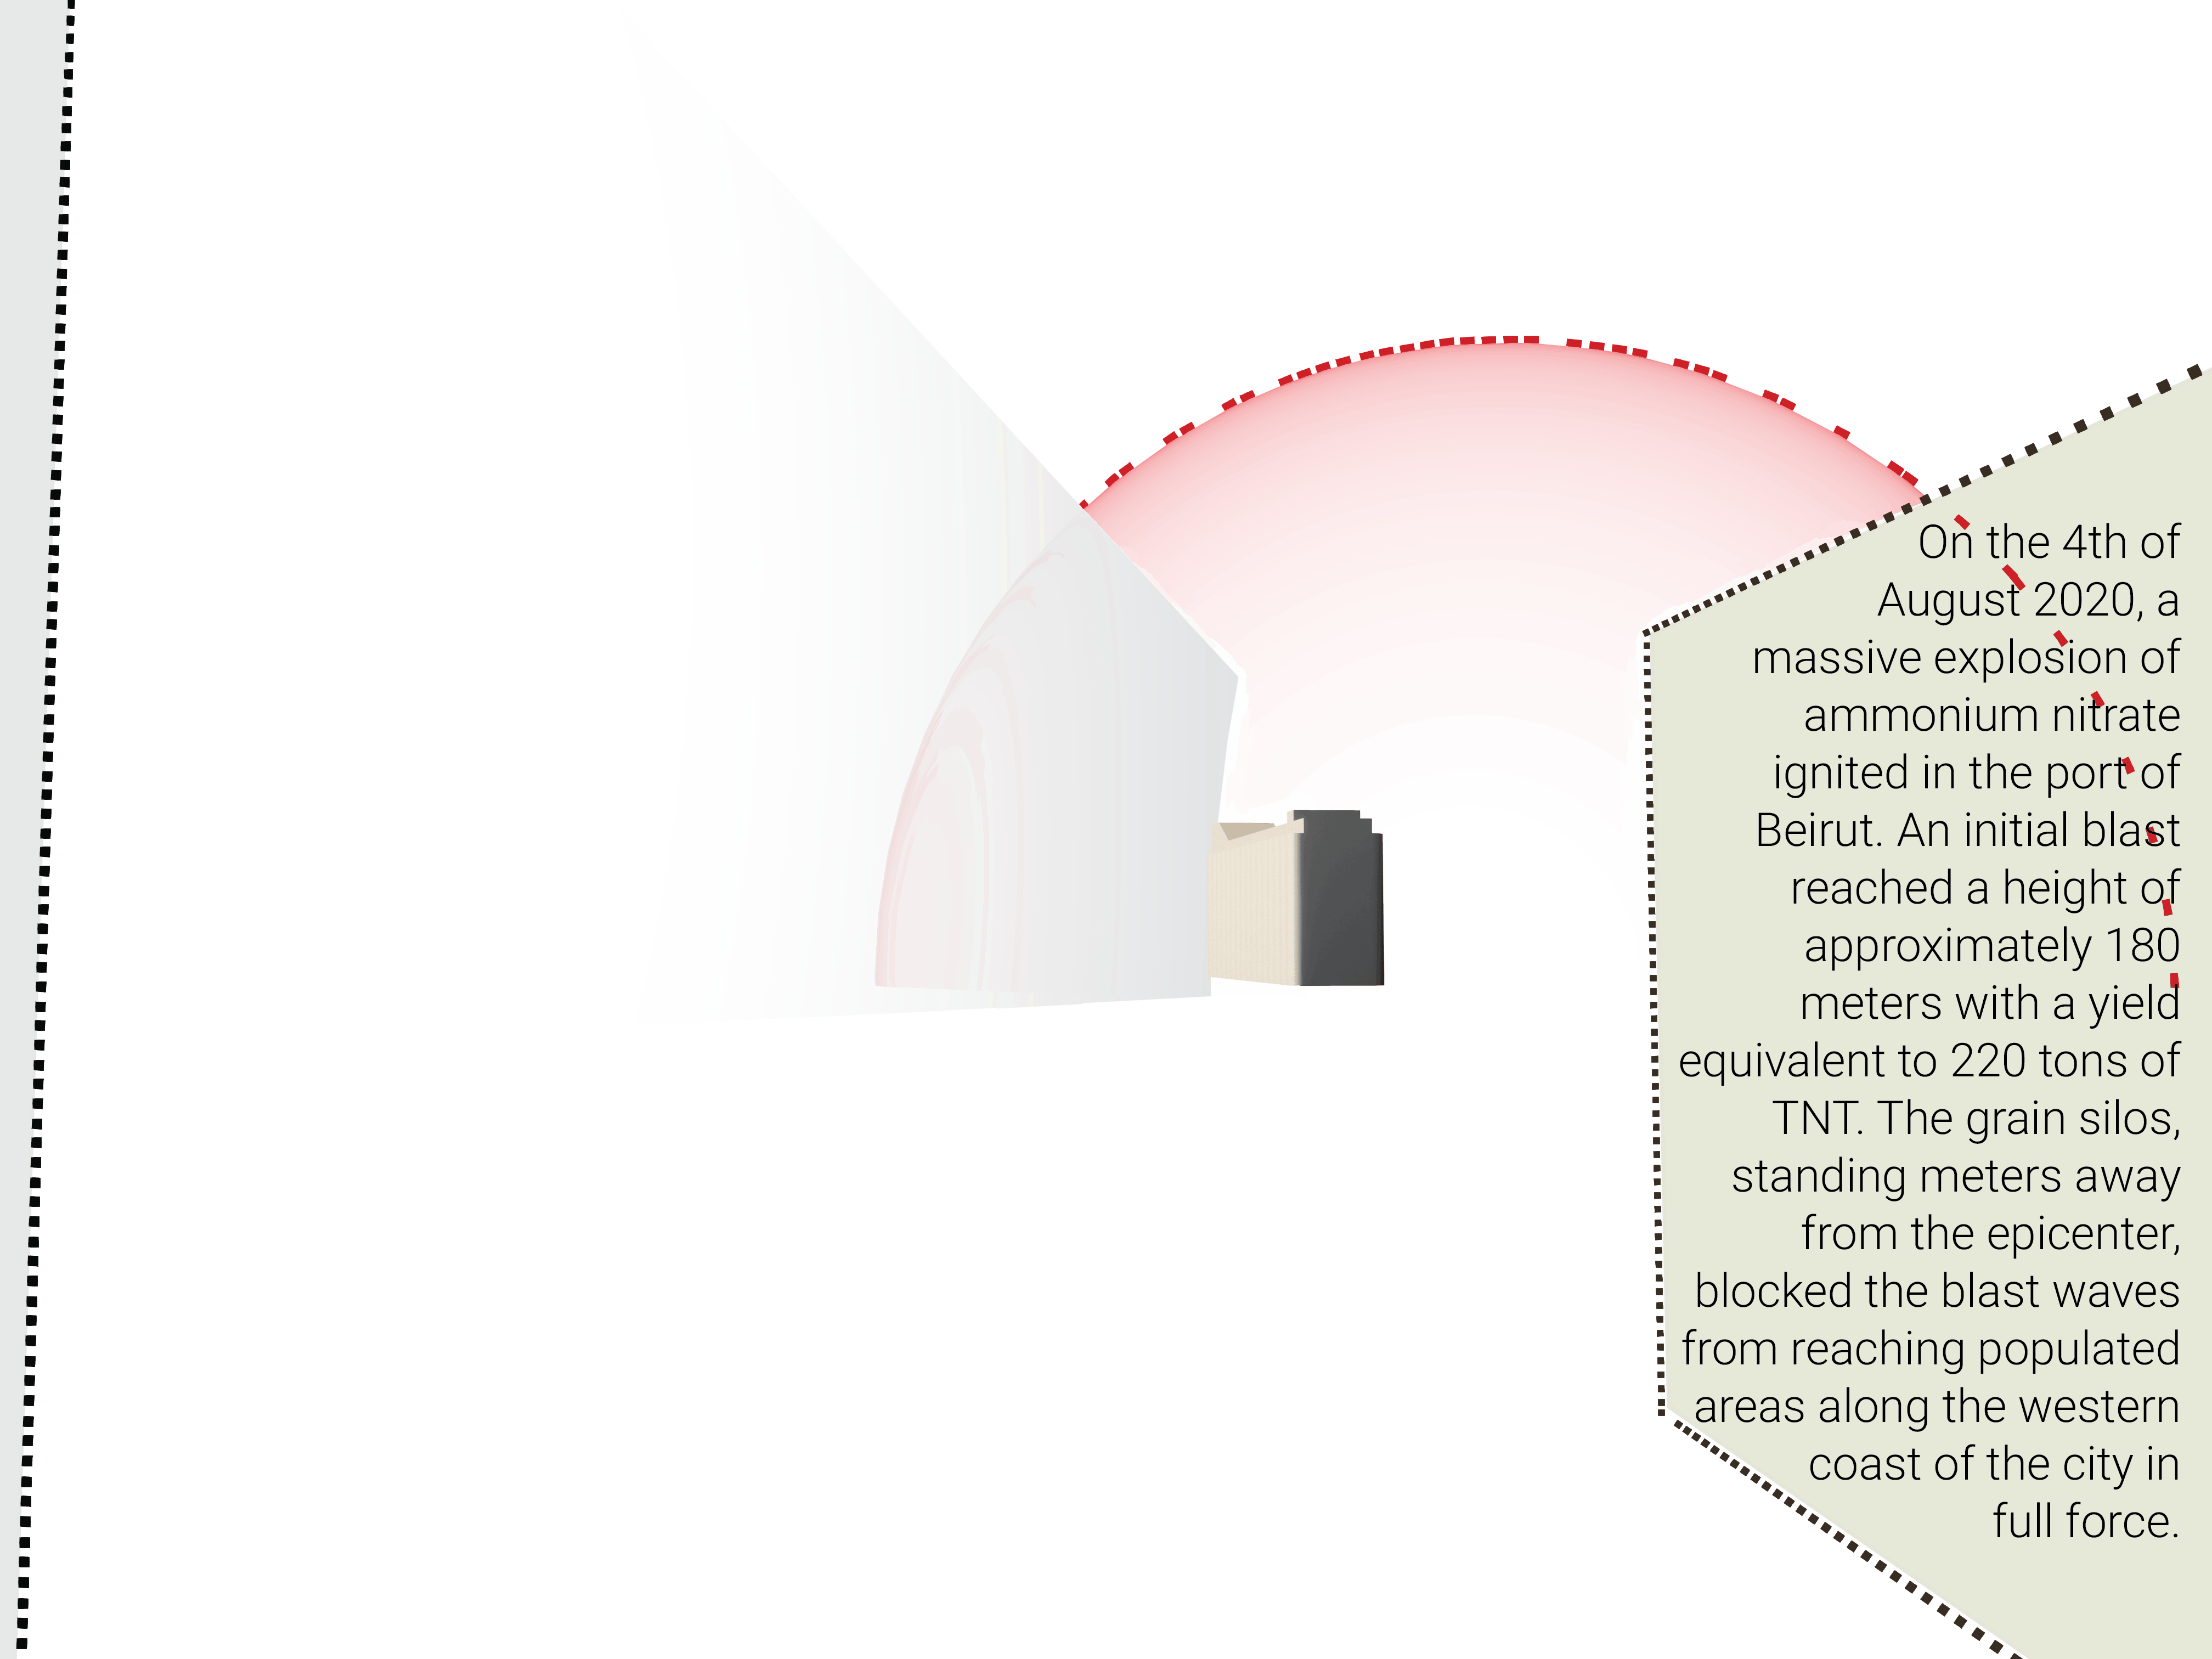 On the 4th of
August 2020, a
massive explosion of
ammonium nitrate
ignited in the port of
Beirut. An initial blast
reached a height of
approximately 180
meters with a yield
equivalent to 220 tons of
TNT. The grain silos,
standing meters away
from the epicenter,
blocked the blast waves
from reaching populated
areas along the western
coast of the city in
full force.